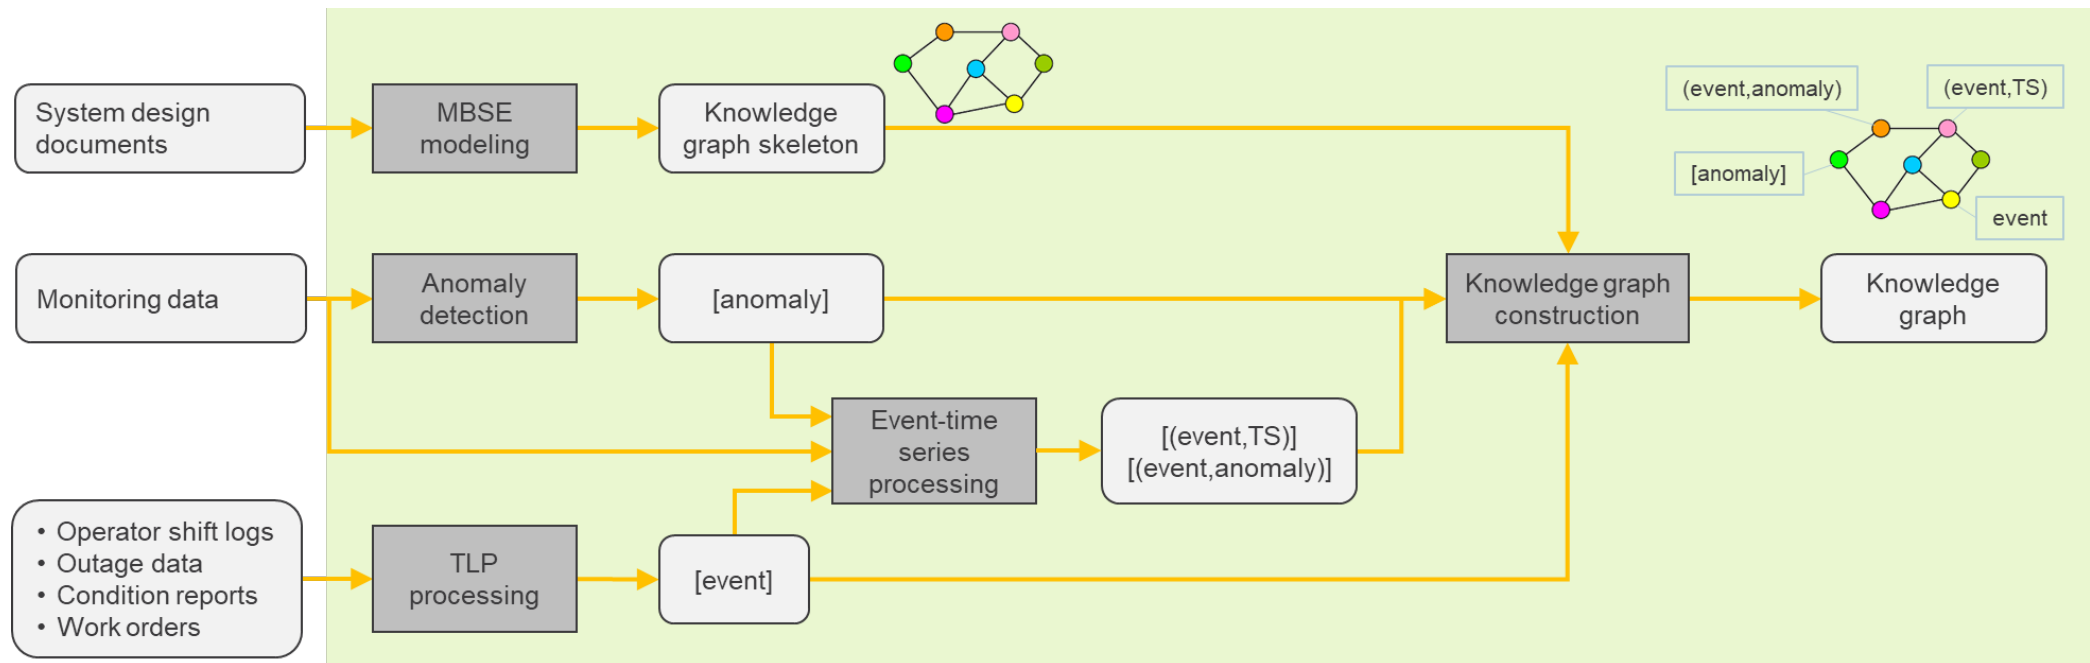 System design
documents
MBSE
modeling
Knowledge
graph skeleton
(event,anomaly)
(event,TS)
[anomaly]
event
Monitoring data
Anomaly
detection
[anomaly]
Knowledge graph
construction
Knowledge
graph
Event-time
series
processing
[(event,TS)]
[(event,anomaly)]
• Operator shift logs
• Outage data
• Condition reports
• Work orders
TLP
processing
[event]